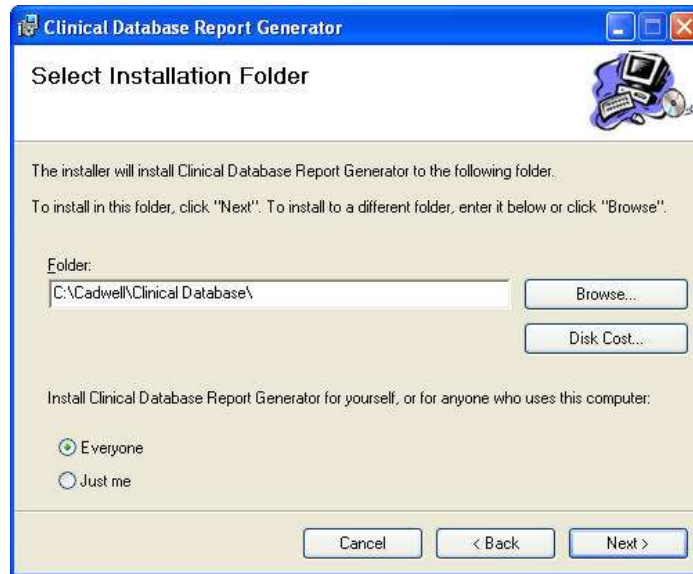 Clinical Database Report Generator
Select Installation Folder
The installer will install Clinical Database Report Generator to the following folder.
To install in this folder, click "Next". To install to a different folder, enter it below or click "Browse".
Folder:
C:\Cadwell\Clinical Database\
Browse...
Disk Cost...
Install Clinical Database Report Generator for yourself, or for anyone who uses this computer:
Everyone
Just me
Cancel
< Back
Next >